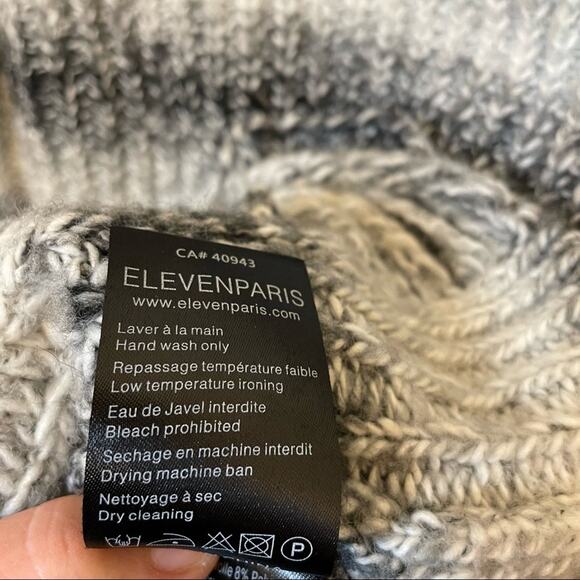 CA# 40943
ELEVENPARIS
www.elevenparis.com
Laver à la main
Hand wash only
Repassage température faible
Low temperature ironing
Eau de Javel interdite
Bleach prohibited
Sechage en machine interdit
Drying machine ban
Nettoyage à sec
Dry cleaning
P
8%